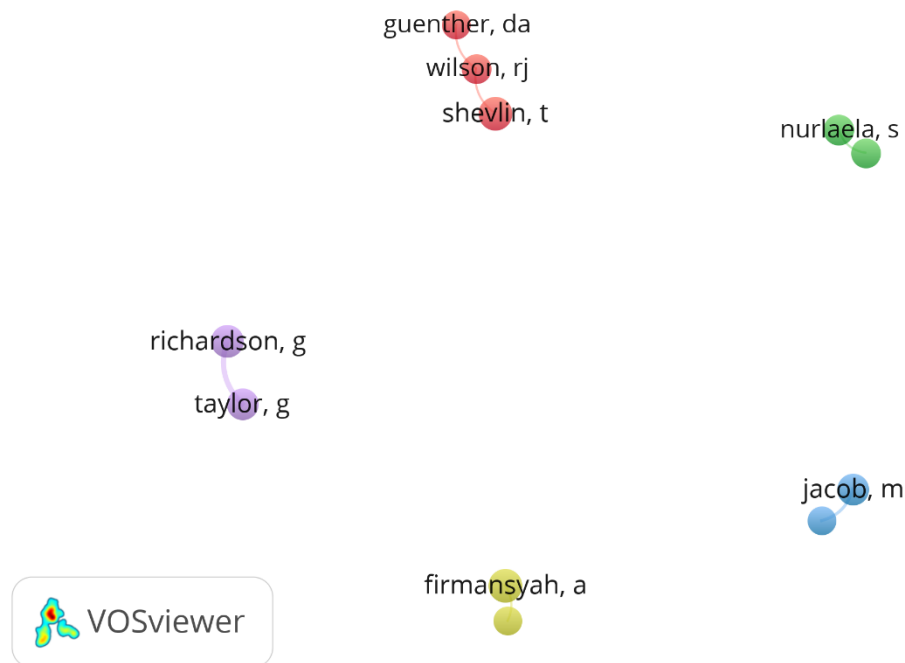 guenther, da
wilson, rj
shevlin, t
nurlaela, s
richardson, g
taylor, g
jacob, m
firmansyah, a
VOSviewer